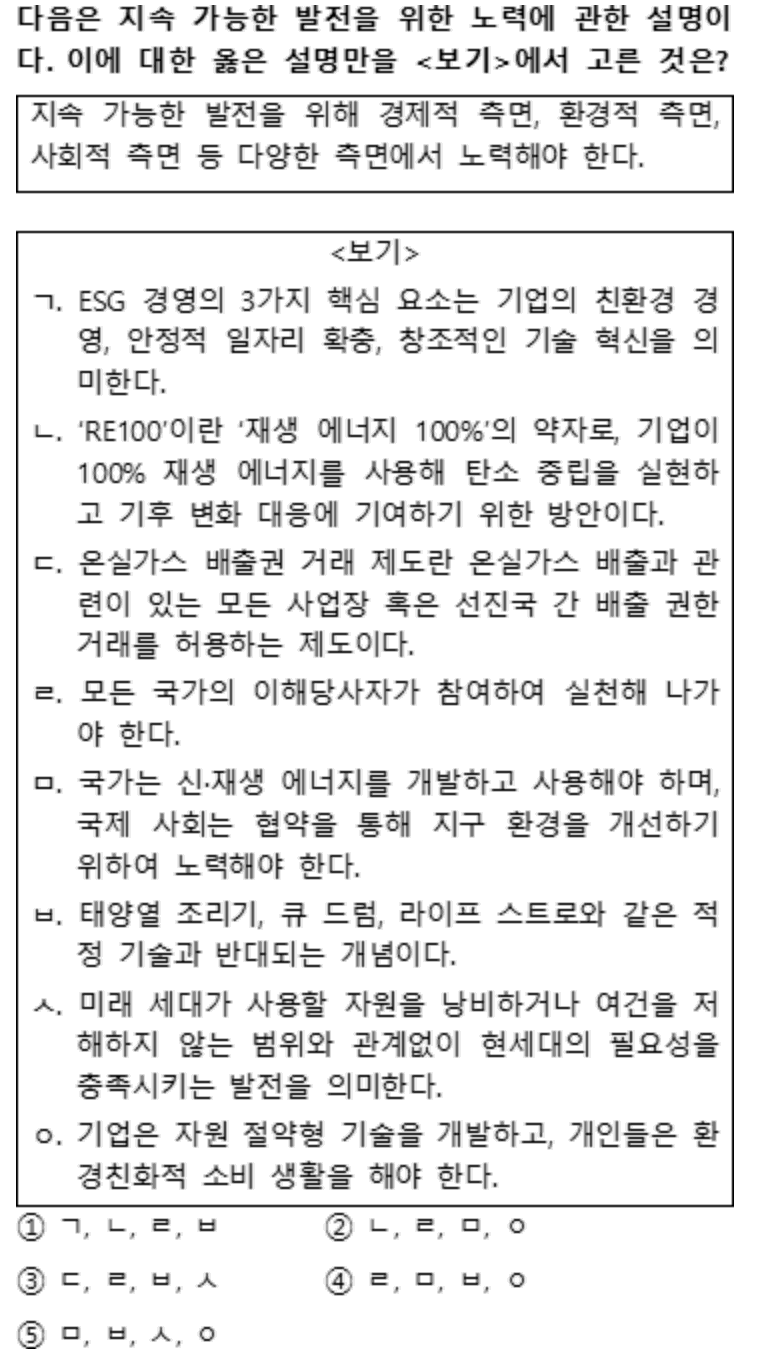 다음은 지속 가능한 발전을 위한 노력에 관한 설명이
다. 이에 대한 옳은 설명만을 <보기>에서 고른 것은?
지속 가능한 발전을 위해 경제적 측면, 환경적 측면,
사회적 측면 등 다양한 측면에서 노력해야 한다.
<보기>
ㄱ. ESG 경영의 3가지 핵심 요소는 기업의 친환경 경
영, 안정적 일자리 확충, 창조적인 기술 혁신을 의
미한다.
ㄴ. ‘RE100’이란 ‘재생 에너지 100%’의 약자로, 기업이
100% 재생 에너지를 사용해 탄소 중립을 실현하
고 기후 변화 대응에 기여하기 위한 방안이다.
ㄷ. 온실가스 배출권 거래 제도란 온실가스 배출과 관
련이 있는 모든 사업장 혹은 선진국 간 배출 권한
거래를 허용하는 제도이다.
ㄹ. 모든 국가의 이해당사자가 참여하여 실천해 나가
야 한다.
ㅁ. 국가는 신·재생 에너지를 개발하고 사용해야 하며,
국제 사회는 협약을 통해 지구 환경을 개선하기
위하여 노력해야 한다.
ㅂ. 태양열 조리기, 큐 드럼, 라이프 스트로와 같은 적
정 기술과 반대되는 개념이다.
ㅅ. 미래 세대가 사용할 자원을 낭비하거나 여건을 저
해하지 않는 범위와 관계없이 현세대의 필요성을
충족시키는 발전을 의미한다.
ㅇ. 기업은 자원 절약형 기술을 개발하고, 개인들은 환
경친화적 소비 생활을 해야 한다.
① ㄱ, ㄴ, ㄹ, ㅂ ② ㄴ, ㄹ, ㅁ, ㅇ
③ ㄷ, ㄹ, ㅂ, ㅅ ④ ㄹ, ㅁ, ㅂ, ㅇ
⑤ ㅁ, ㅂ, ㅅ, ㅇ